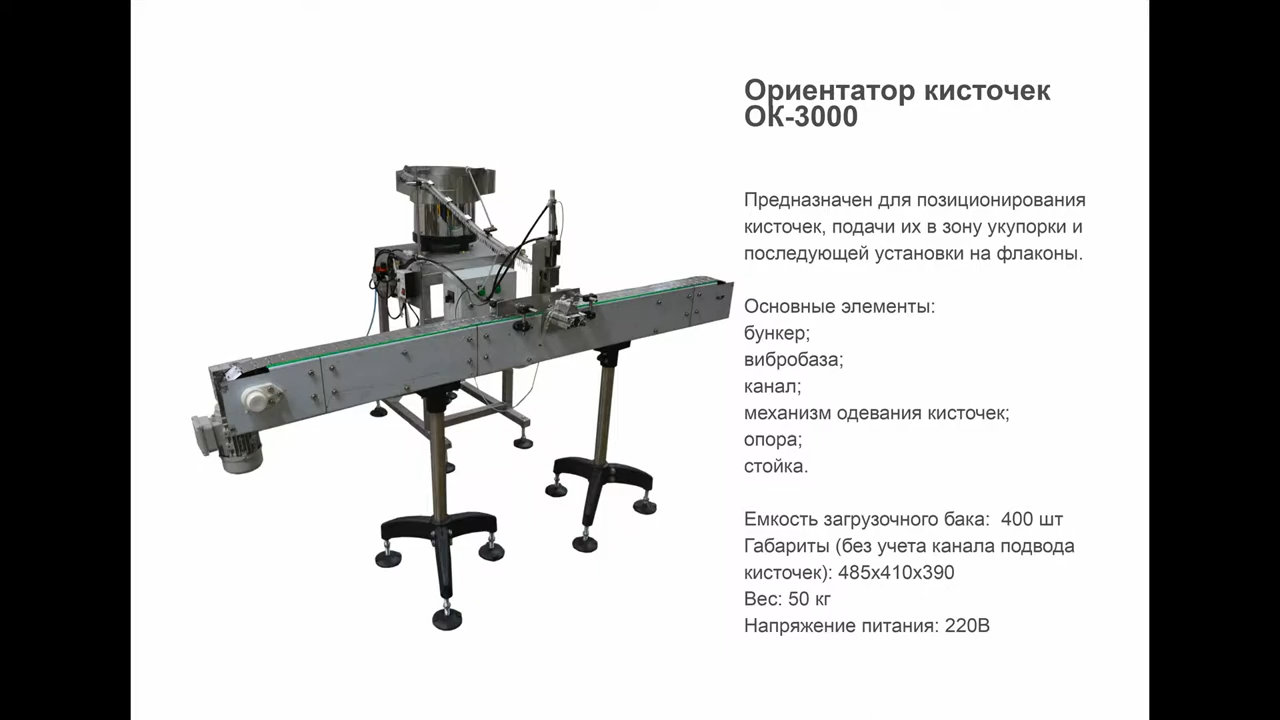 Ориентатор кисточек
ОК-3000
Предназначен для позиционирования
кисточек, подачи их в зону укупорки и
последующей установки на флаконы.
Основные элементы:
бункер;
вибробаза;
канал;
механизм одевания кисточек;
опора;
стойка.
Емкость загрузочного бака:  400 шт
Габариты (без учета канала подвода
кисточек): 485х410х390
Вес: 50 кг
Напряжение питания: 220В